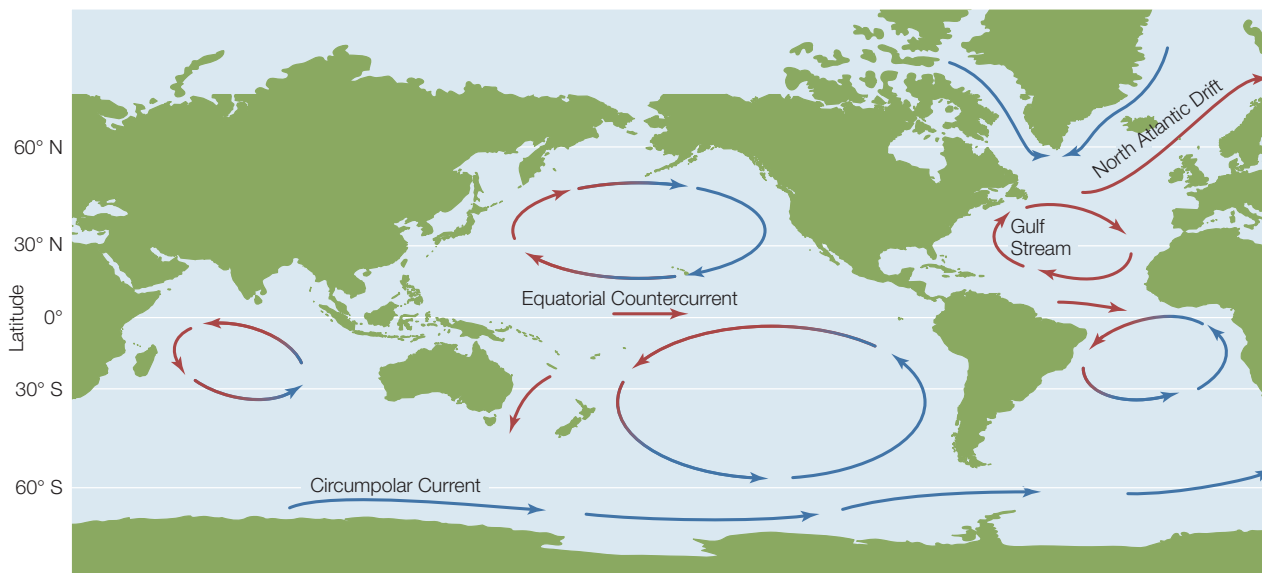 60° N
30° N
0°
30° S
60° S
Latitude
North Atlantic Drift
Gulf
Stream
Equatorial Countercurrent
Circumpolar Current